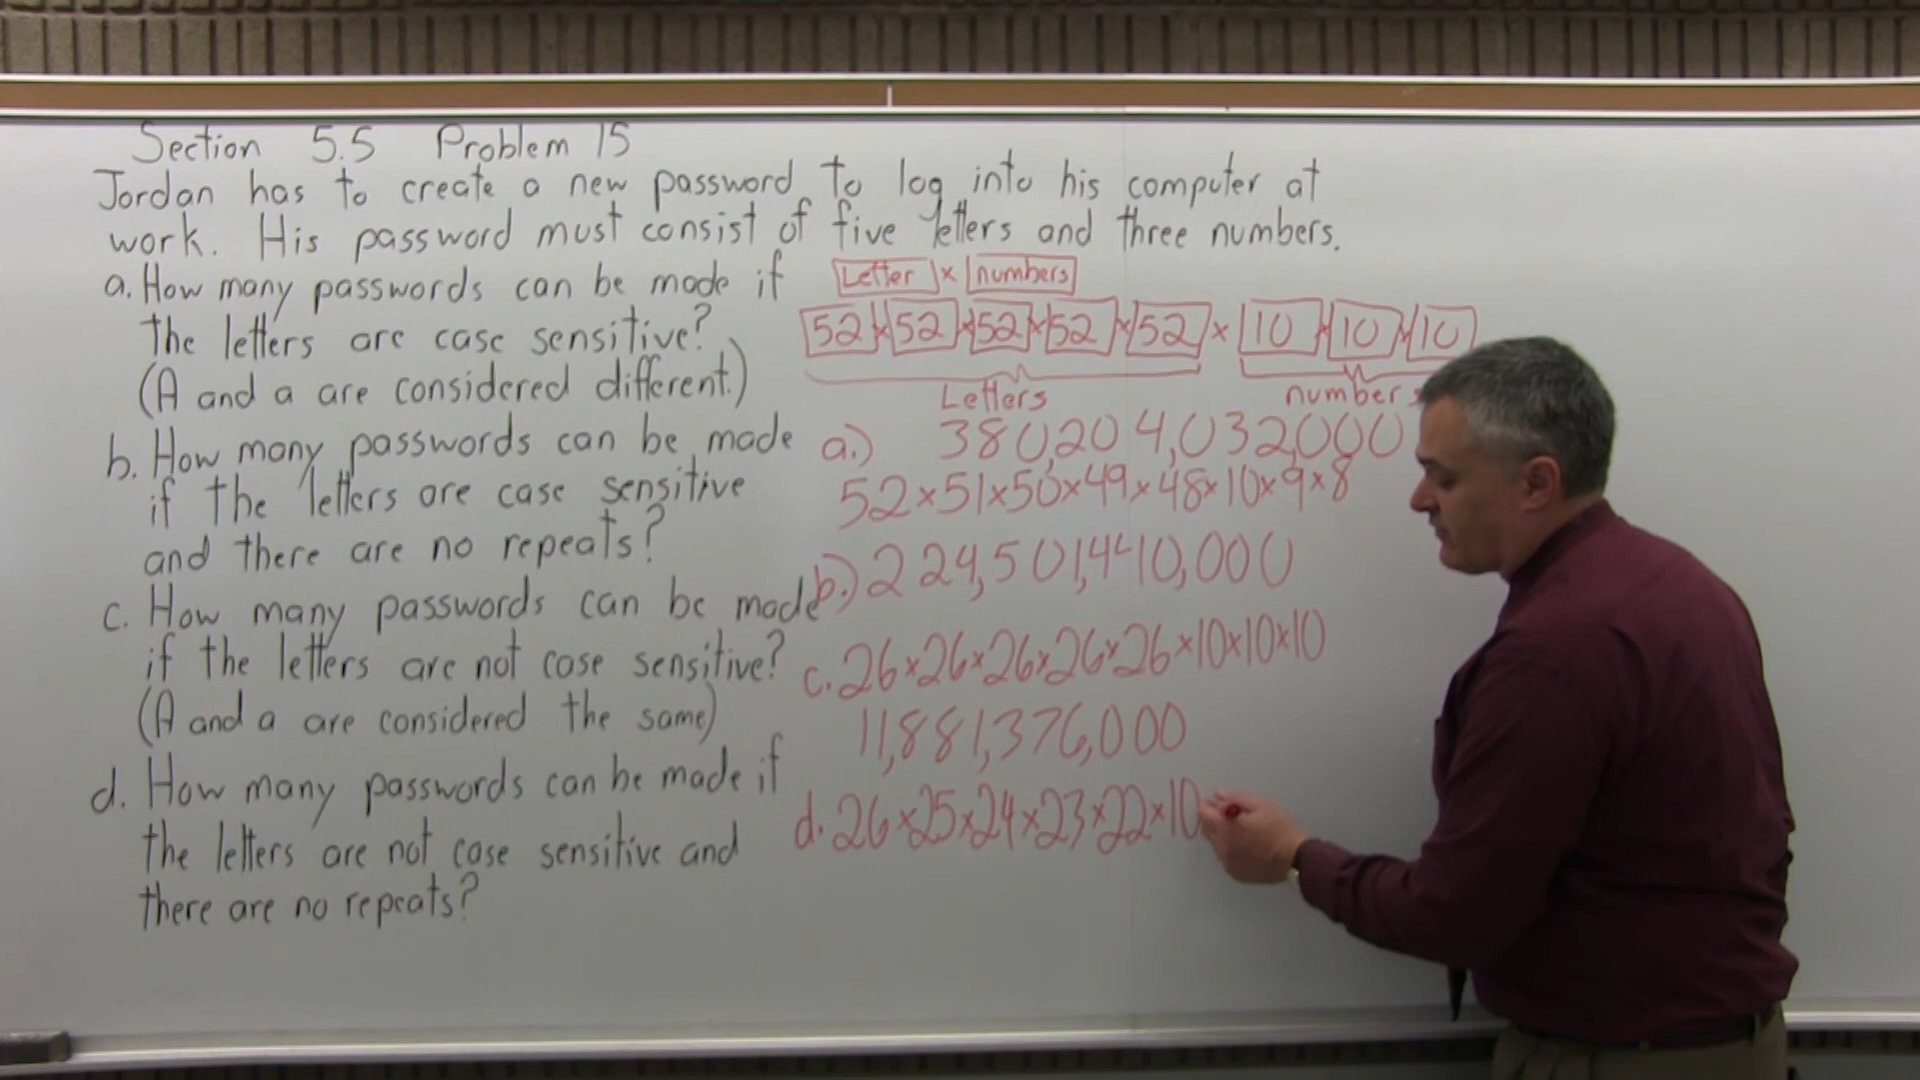 Section 5.5 Problem 15
Jordan has to create a new password to log into his computer at
work. His password must consist of five letters and three numbers.
a. How many passwords can be made if
the letters are case sensitive?
(A and a are considered different.)
b. How many passwords can be made
if the letters are case sensitive
and there are no repeats?
c. How many passwords can be made
if the letters are not case sensitive?
(A and a are considered the same)
d. How many passwords can be made if
the letters are not case sensitive and
there are no repeats?
Letter × numbers
52 × 52 × 52 × 52 × 52 × 10 × 10 × 10
Letters numbers
a.) 380,204,032,000
52×51×50×49×48×10×9×8
b.) 224,501,440,000
c. 26×26×26×26×26×10×10×10
11,881,376,000
d. 26×25×24×23×22×10